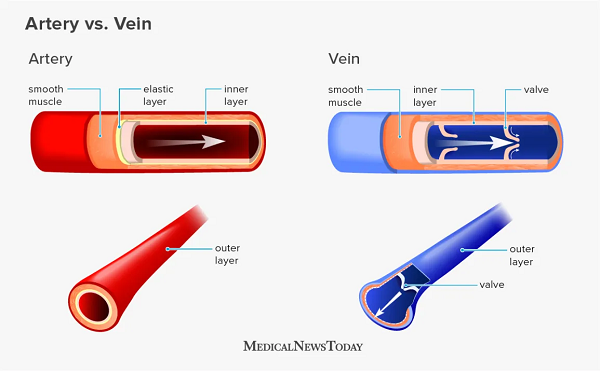 Artery vs. Vein
Artery
smooth
muscle
elastic
layer
inner
layer
outer
layer
Vein
smooth
muscle
inner
layer
valve
outer
layer
valve
MEDICALNEWSTODAY